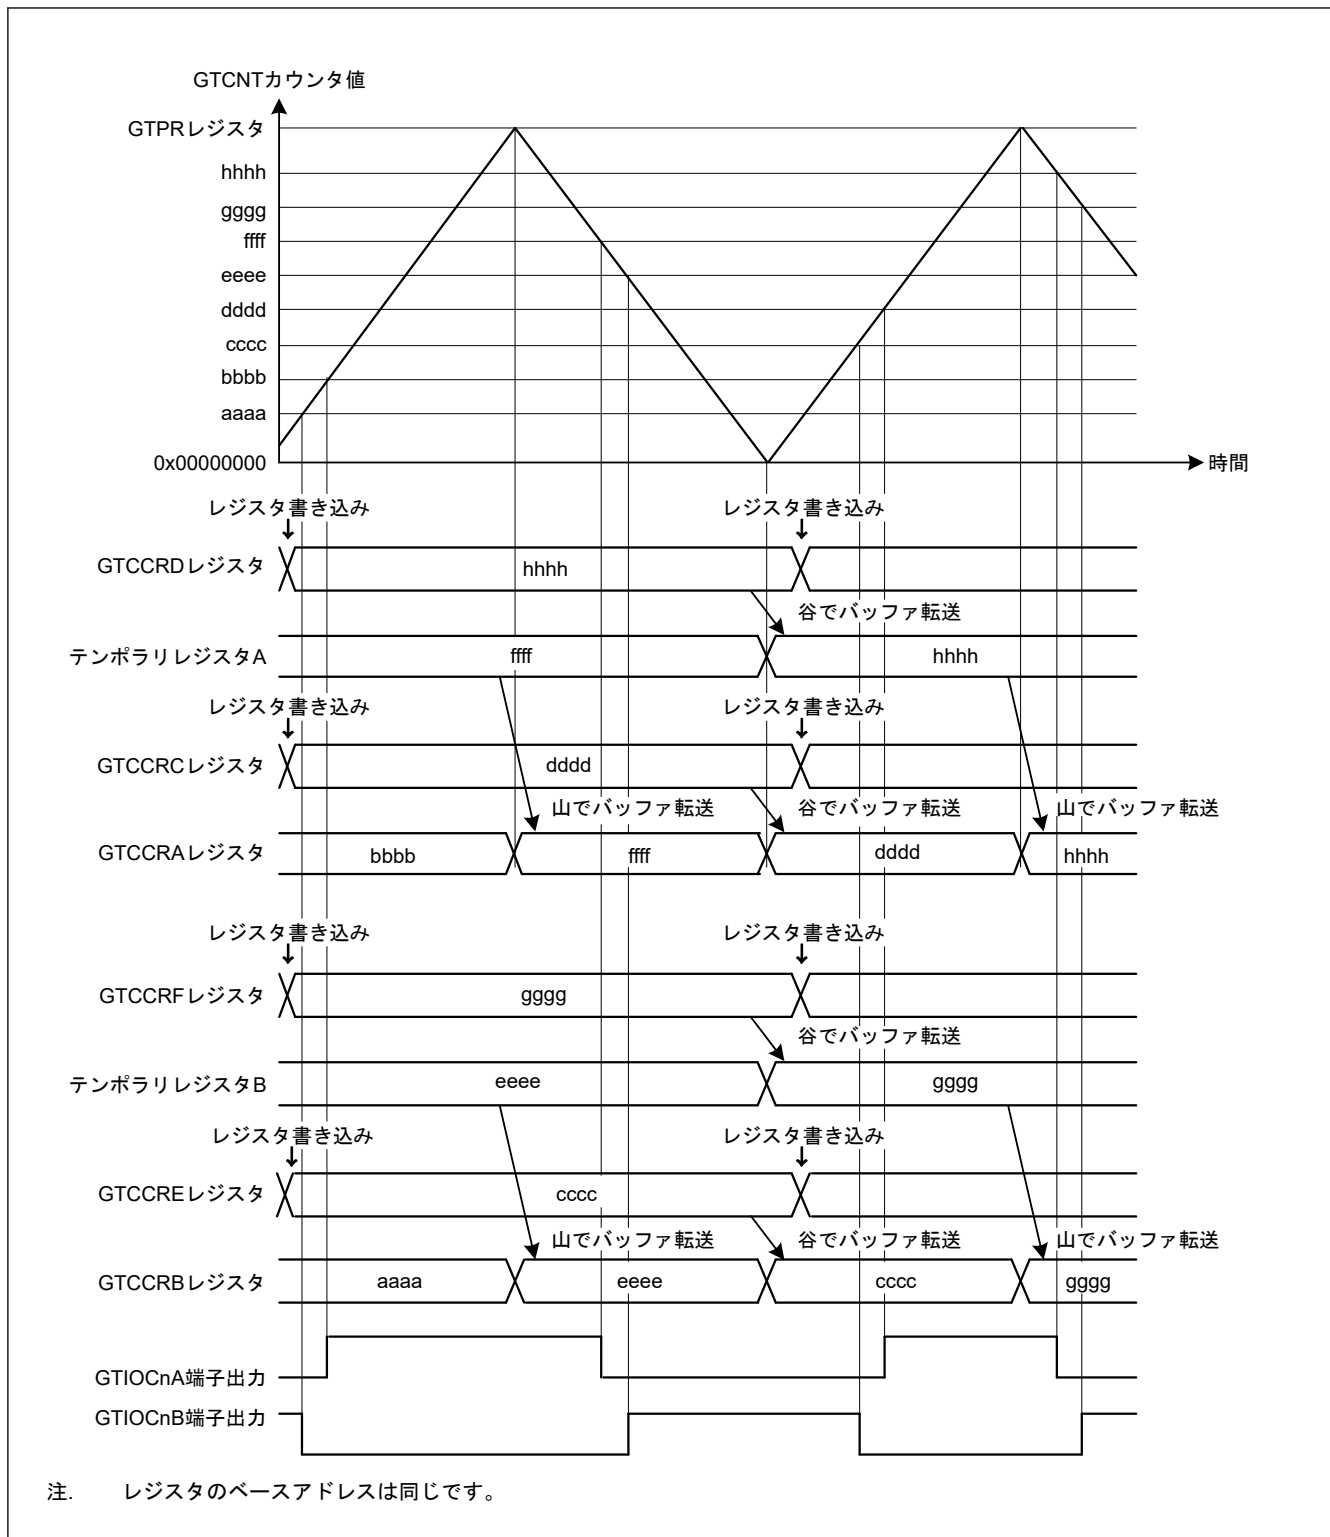 GTCNTカウンタ値
GTPRレジスタ
hhhh
gggg
ffff
eeee
dddd
cccc
bbbb
aaaa
0x00000000
時間
レジスタ書き込み レジスタ書き込み
GTCCRDレジスタ hhhh
谷でバッファ転送
テンポラリレジスタA ffff hhhh
レジスタ書き込み レジスタ書き込み
GTCCRCレジスタ dddd
山でバッファ転送 谷でバッファ転送 山でバッファ転送
GTCCRAレジスタ bbbb ffff dddd hhhh
レジスタ書き込み レジスタ書き込み
GTCCRFレジスタ gggg
谷でバッファ転送
テンポラリレジスタB eeee gggg
レジスタ書き込み レジスタ書き込み
GTCCREレジスタ cccc
山でバッファ転送 谷でバッファ転送 山でバッファ転送
GTCCRBレジスタ aaaa eeee cccc gggg
GTIOCnA端子出力
GTIOCnB端子出力
注. レジスタのベースアドレスは同じです。